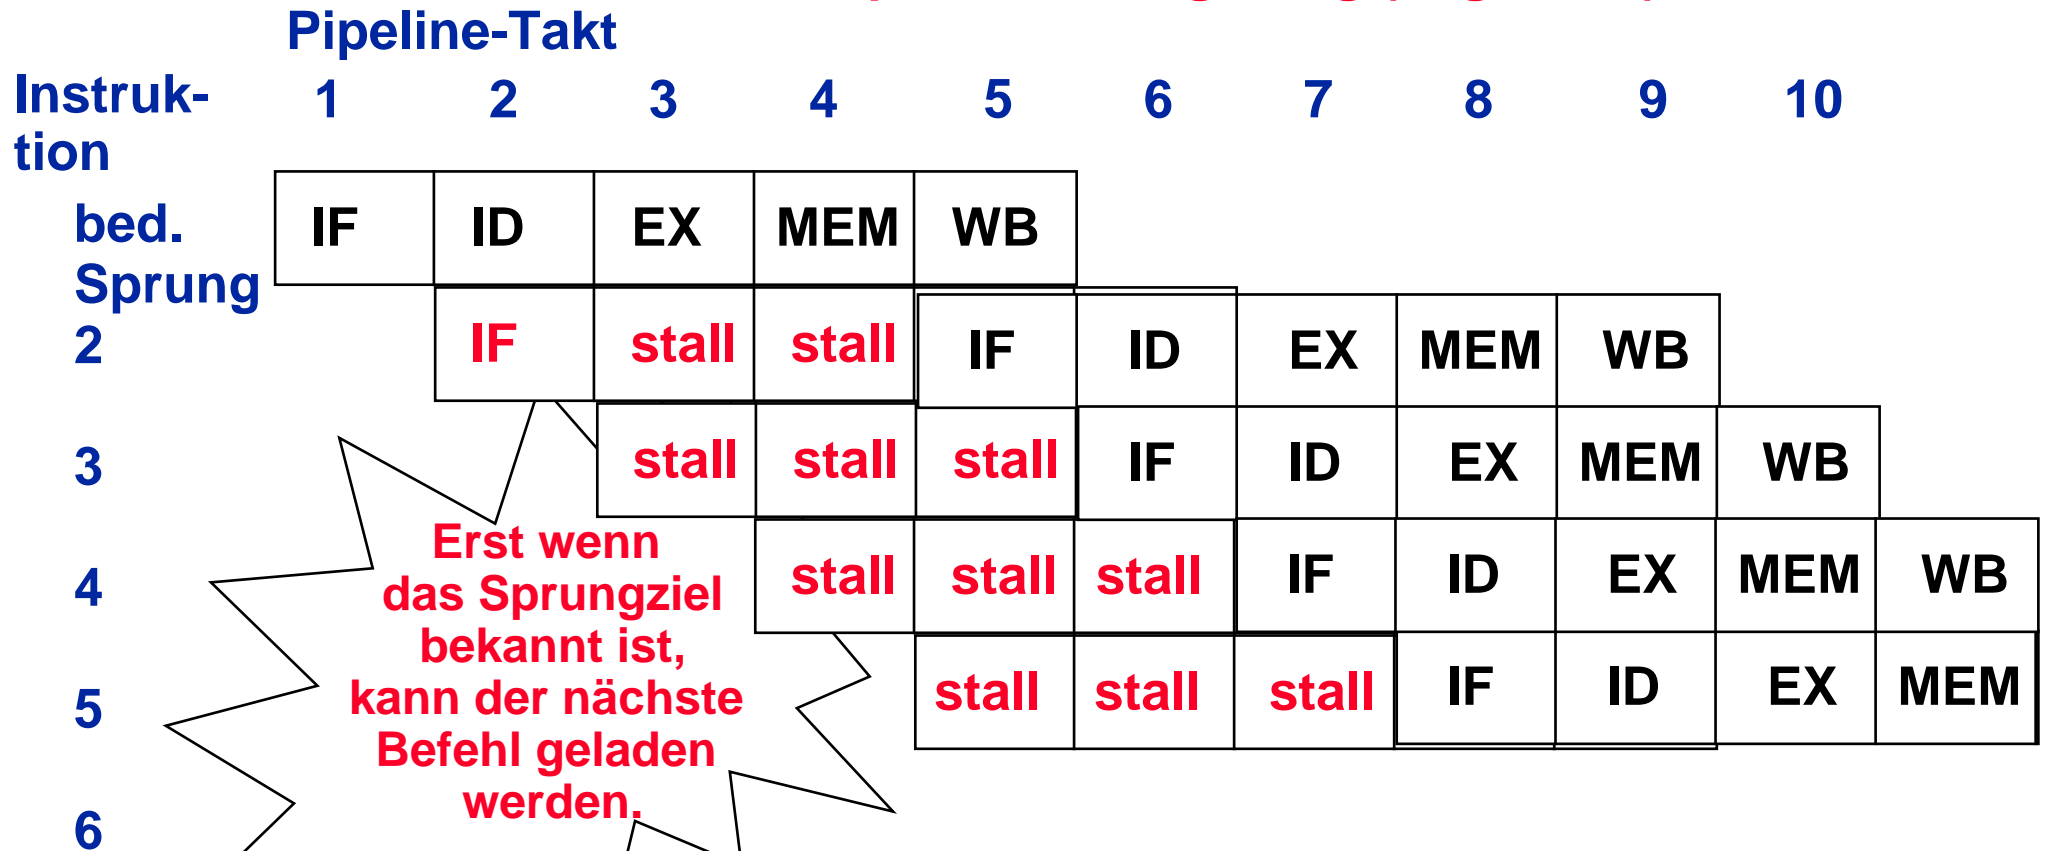 Pipeline-Takt
Instruk-
tion
1 2 3 4 5 6 7 8 9 10
bed.
Sprung
IF ID EX MEM WB
2 IF stall stall IF ID EX MEM WB
3 stall stall stall IF ID EX MEM WB
4 stall stall stall IF ID EX MEM WB
5 stall stall stall IF ID EX MEM
6
Erst wenn
das Sprungziel
bekannt ist,
kann der nächste
Befehl geladen
werden.